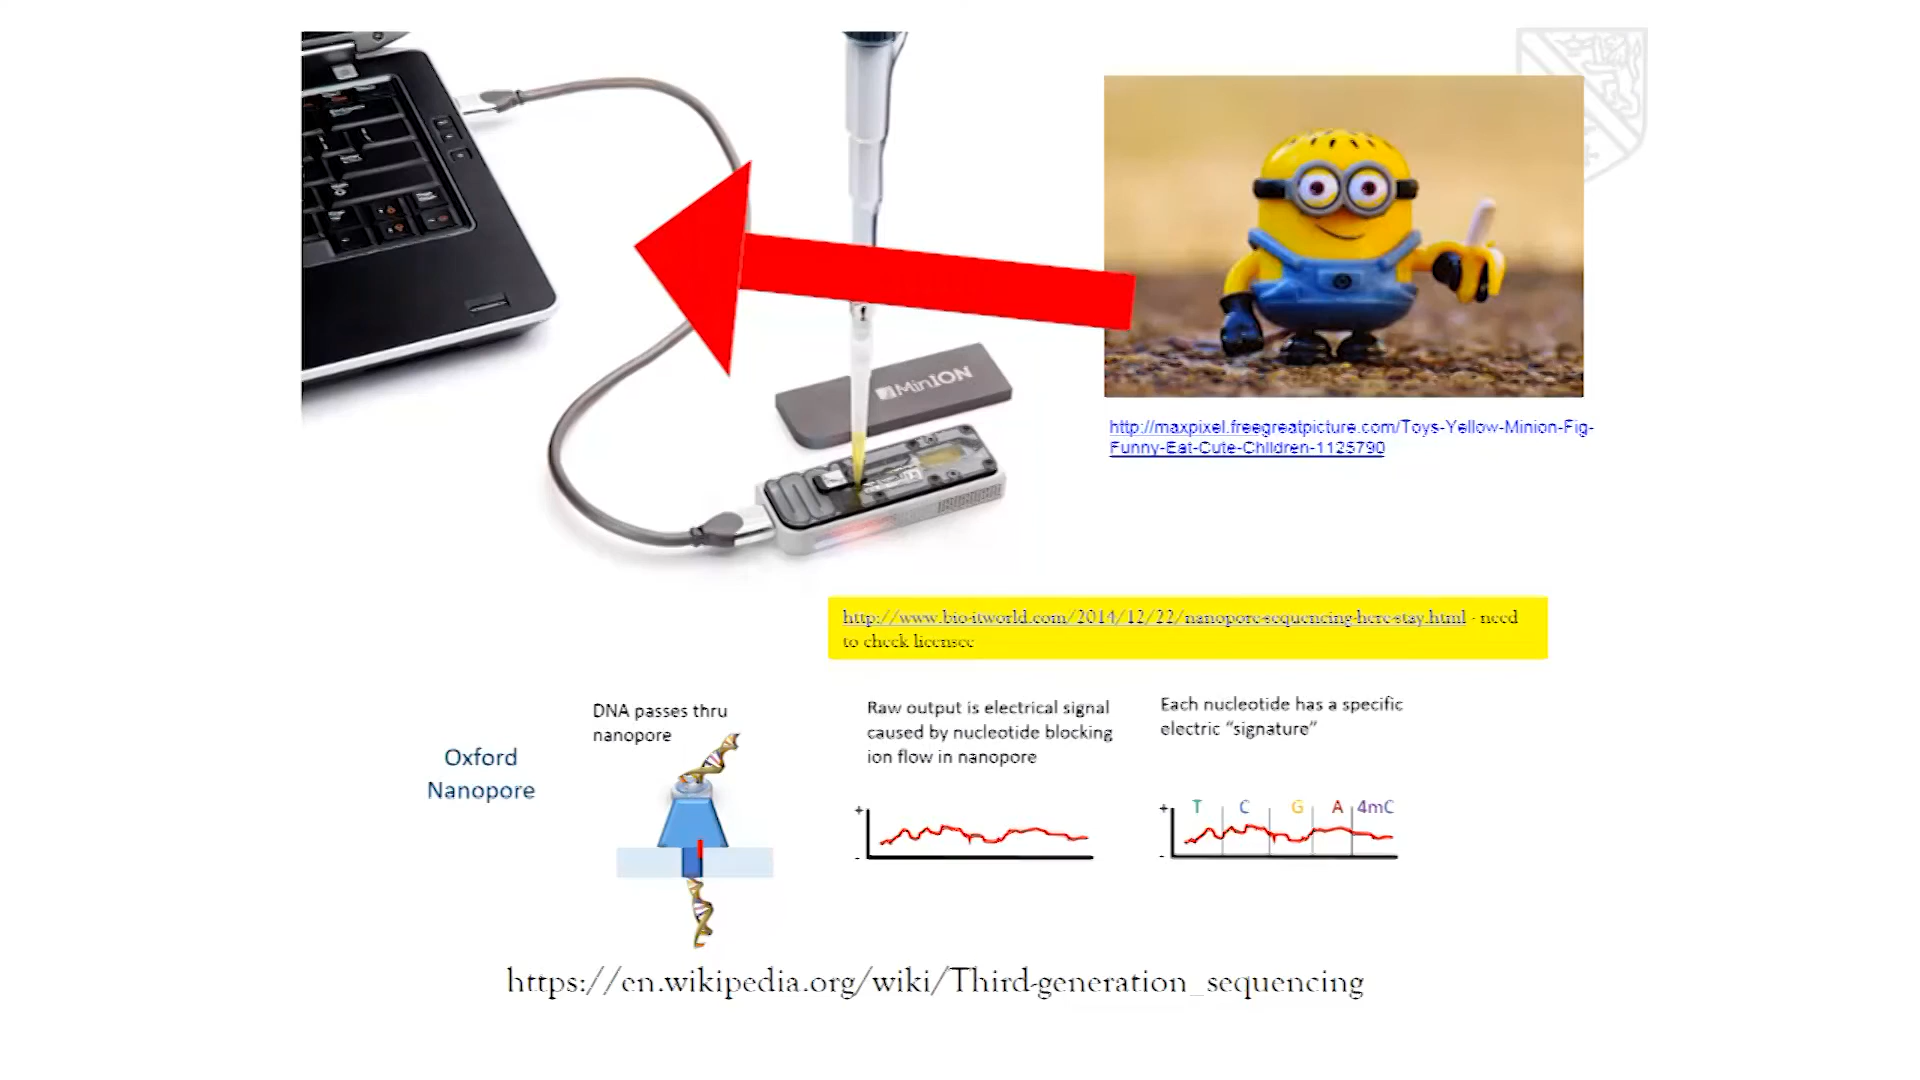 MinION
http://maxpixel.freegreatpicture.com/Toys-Yellow-Minion-Fig-
Funny-Eat-Cute-Children-1125790
http://www.bio-itworld.com/2014/12/22/nanopore-sequencing-here-stay.html - need
to check licensee
Oxford
Nanopore
DNA passes thru
nanopore
Raw output is electrical signal
caused by nucleotide blocking
ion flow in nanopore
+
-
Each nucleotide has a specific
electric “signature”
+ T C G A 4mC
-
https://en.wikipedia.org/wiki/Third-generation_sequencing